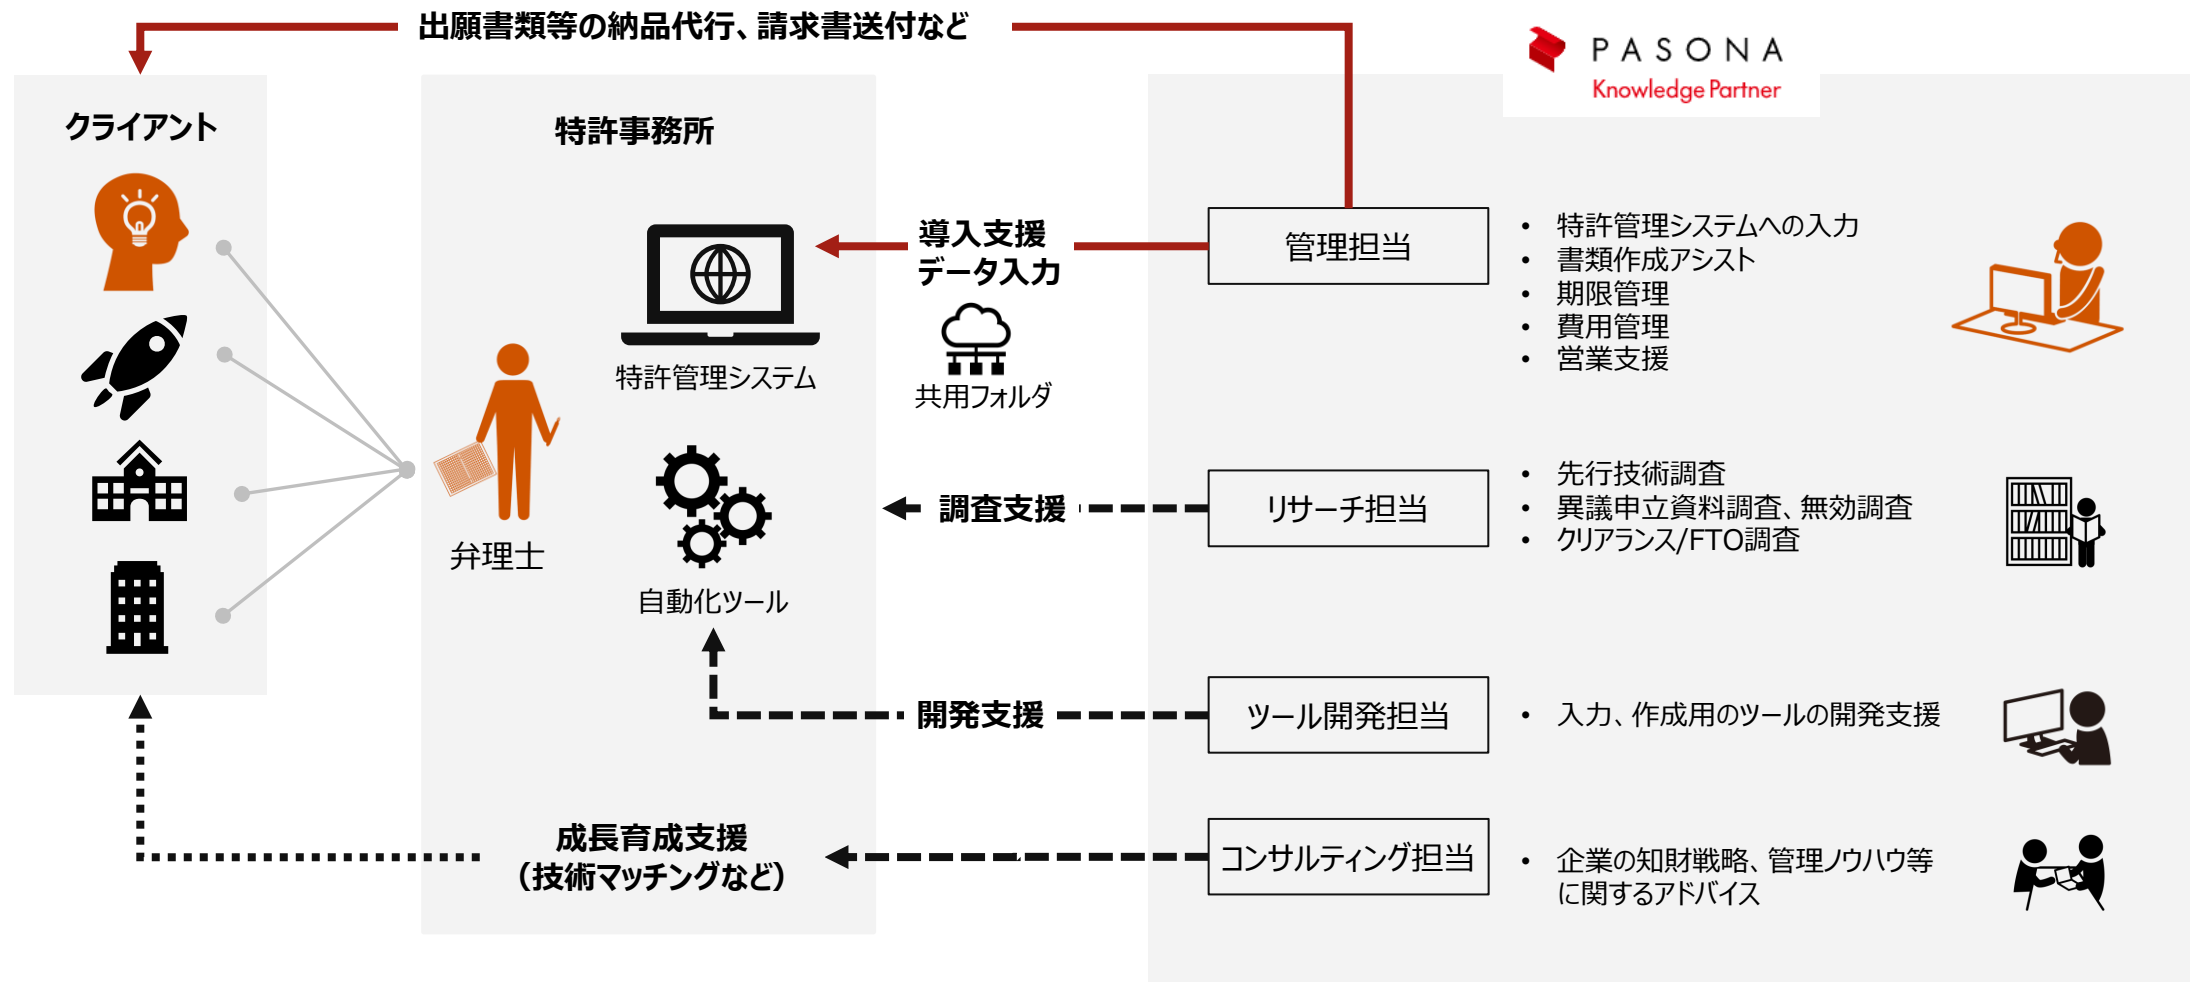 出願書類等の納品代行、請求書送付など
PASONA
Knowledge Partner
クライアント
特許事務所
特許管理システム
弁理士
自動化ツール
成長育成支援
（技術マッチングなど）
導入支援
データ入力
共用フォルダ
調査支援
開発支援
管理担当
• 特許管理システムへの入力
• 書類作成アシスト
• 期限管理
• 費用管理
• 営業支援
リサーチ担当
• 先行技術調査
• 異議申立資料調査、無効調査
• クリアランス/FTO調査
ツール開発担当
• 入力、作成用のツールの開発支援
コンサルティング担当
• 企業の知財戦略、管理ノウハウ等
に関するアドバイス